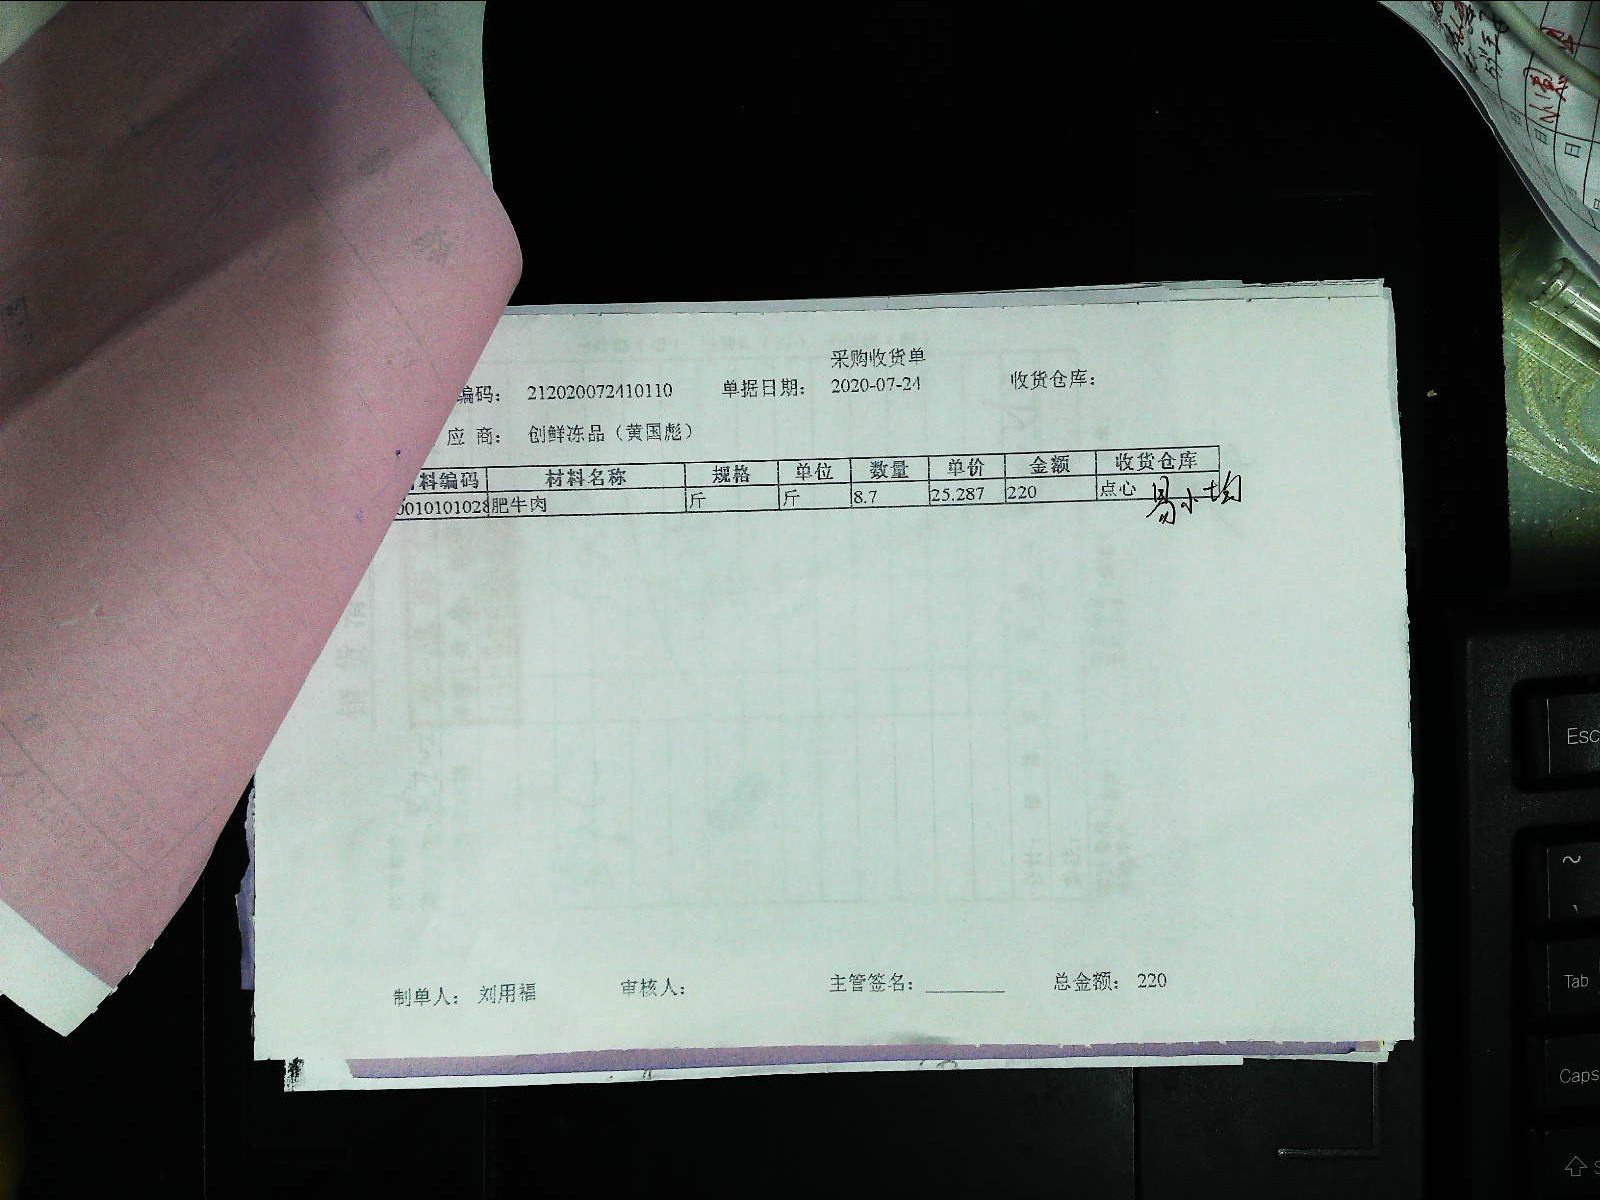 采购收货单
编码： 212020072410110 单据日期： 2020-07-24 收货仓库：
应 商： 创鲜冻品（黄国彪）
料编码 材料名称 规格 单位 数量 单价 金额 收货仓库
0010101028 肥牛肉 斤 斤 8.7 25.287 220 点心
易小均
制单人： 刘用福 审核人： 主管签名： 总金额： 220
Esc
~
Tab
Caps